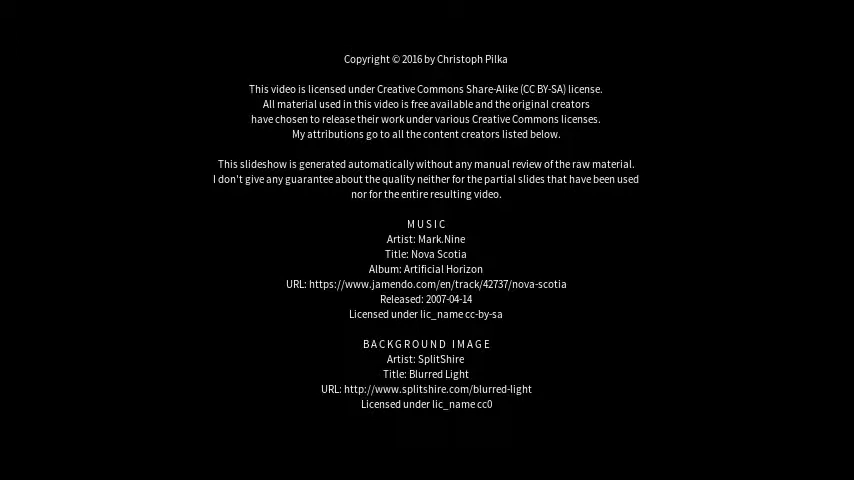 Copyright © 2016 by Christoph Pilka
This video is licensed under Creative Commons Share-Alike (CC BY-SA) license.
All material used in this video is free available and the original creators
have chosen to release their work under various Creative Commons licenses.
My attributions go to all the content creators listed below.
This slideshow is generated automatically without any manual review of the raw material.
I don't give any guarantee about the quality neither for the partial slides that have been used
nor for the entire resulting video.
MUSIC
Artist: Mark.Nine
Title: Nova Scotia
Album: Artificial Horizon
URL: https://www.jamendo.com/en/track/42737/nova-scotia
Released: 2007-04-14
Licensed under lic_name cc-by-sa
BACKGROUND IMAGE
Artist: SplitShire
Title: Blurred Light
URL: http://www.splitshire.com/blurred-light
Licensed under lic_name cc0